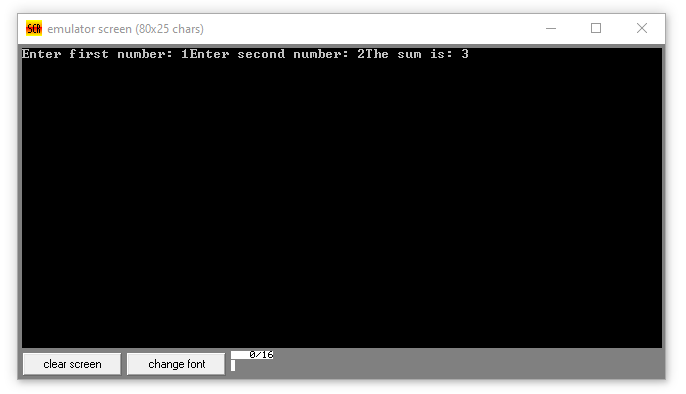 SCR emulator screen (80x25 chars)
Enter first number: 1Enter second number: 2The sum is: 3
clear screen change font 0/16